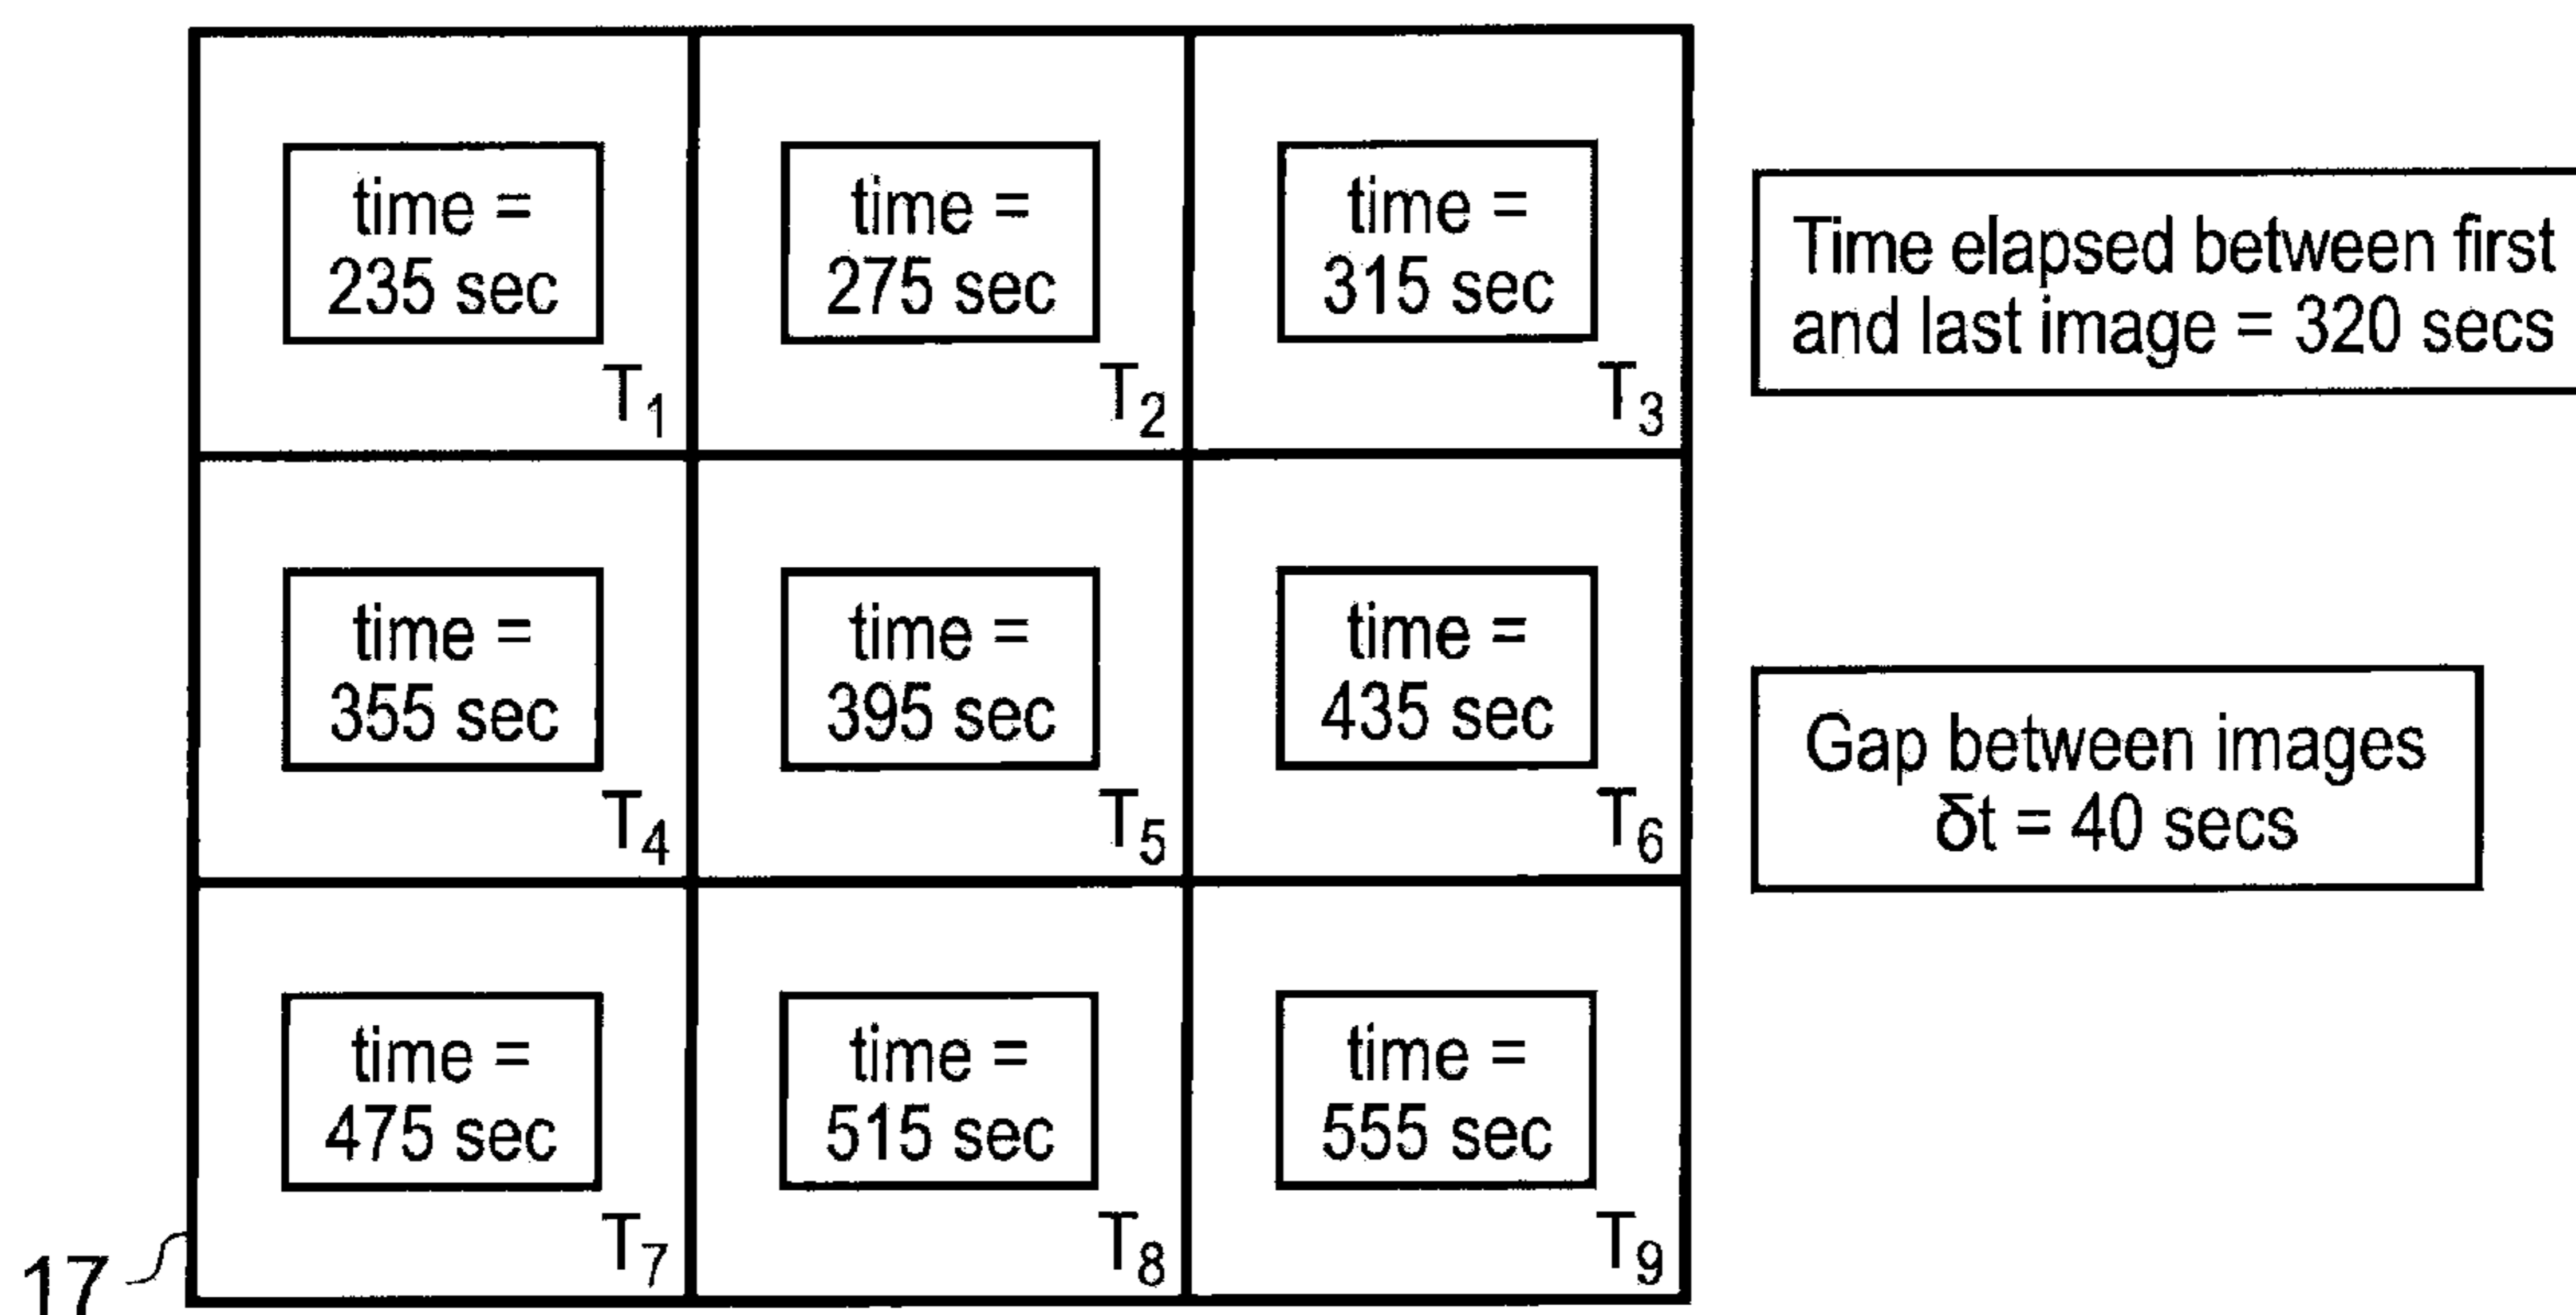 time =
235 sec
T1
time =
275 sec
T2
time =
315 sec
T3
Time elapsed between first
and last image = 320 secs
time =
355 sec
T4
time =
395 sec
T5
time =
435 sec
T6
Gap between images
δt = 40 secs
time =
475 sec
T7
time =
515 sec
T8
time =
555 sec
T9
17